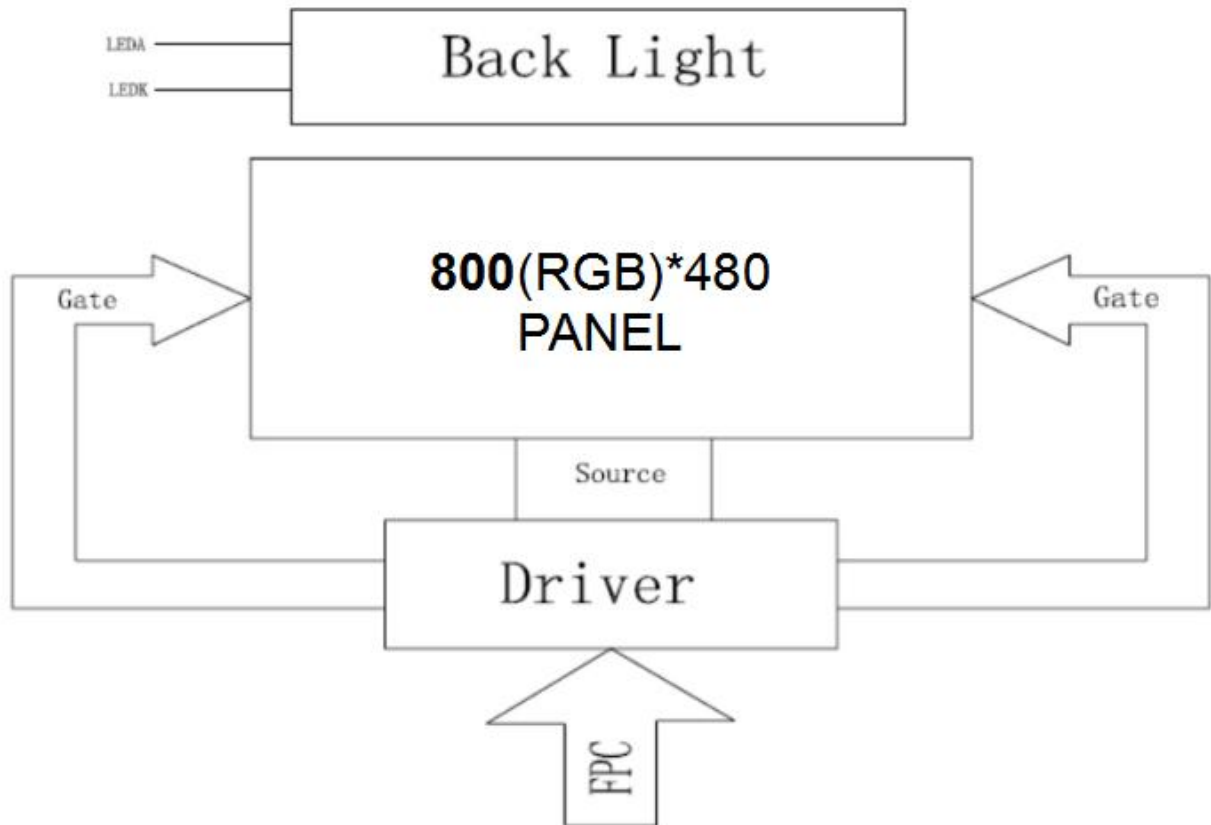 LEDA
Back Light
LEDK
800(RGB)*480
PANEL
Gate
Gate
Source
Driver
FPC